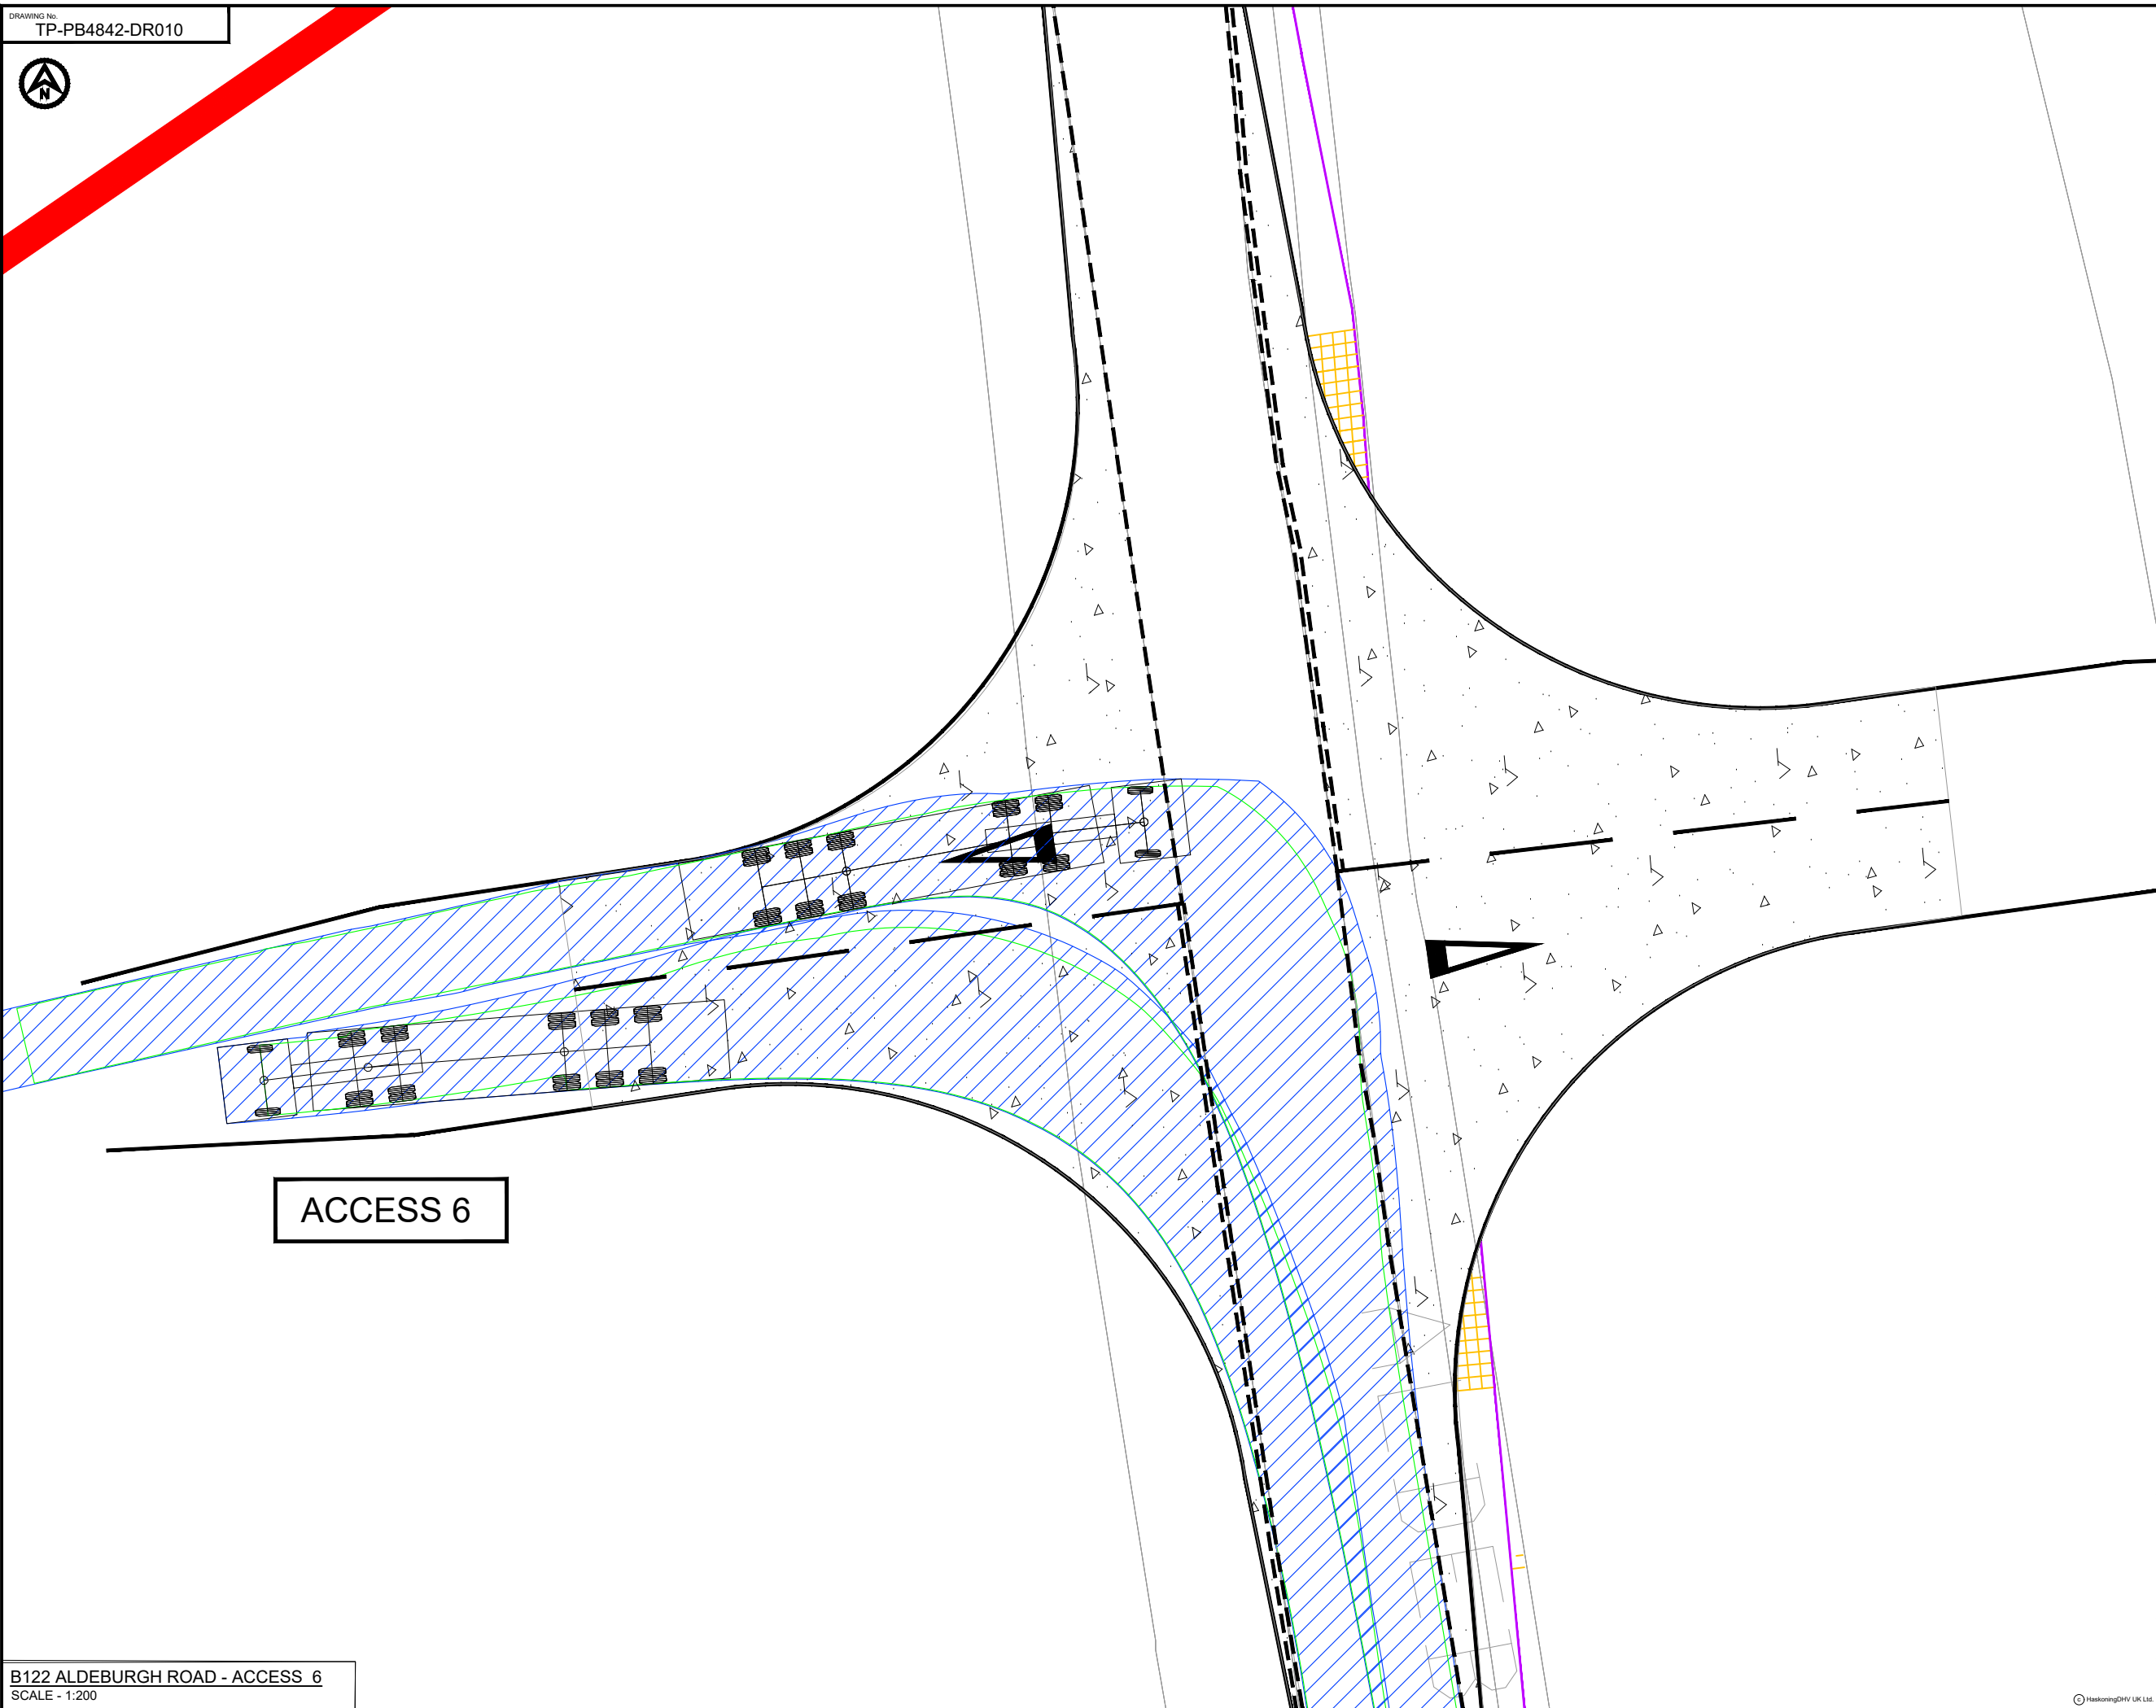 DRAWING No.
TP-PB4842-DR010
N
ACCESS 6
B122 ALDEBURGH ROAD - ACCESS 6
SCALE - 1:200
© HaskoningDHV UK Ltd.